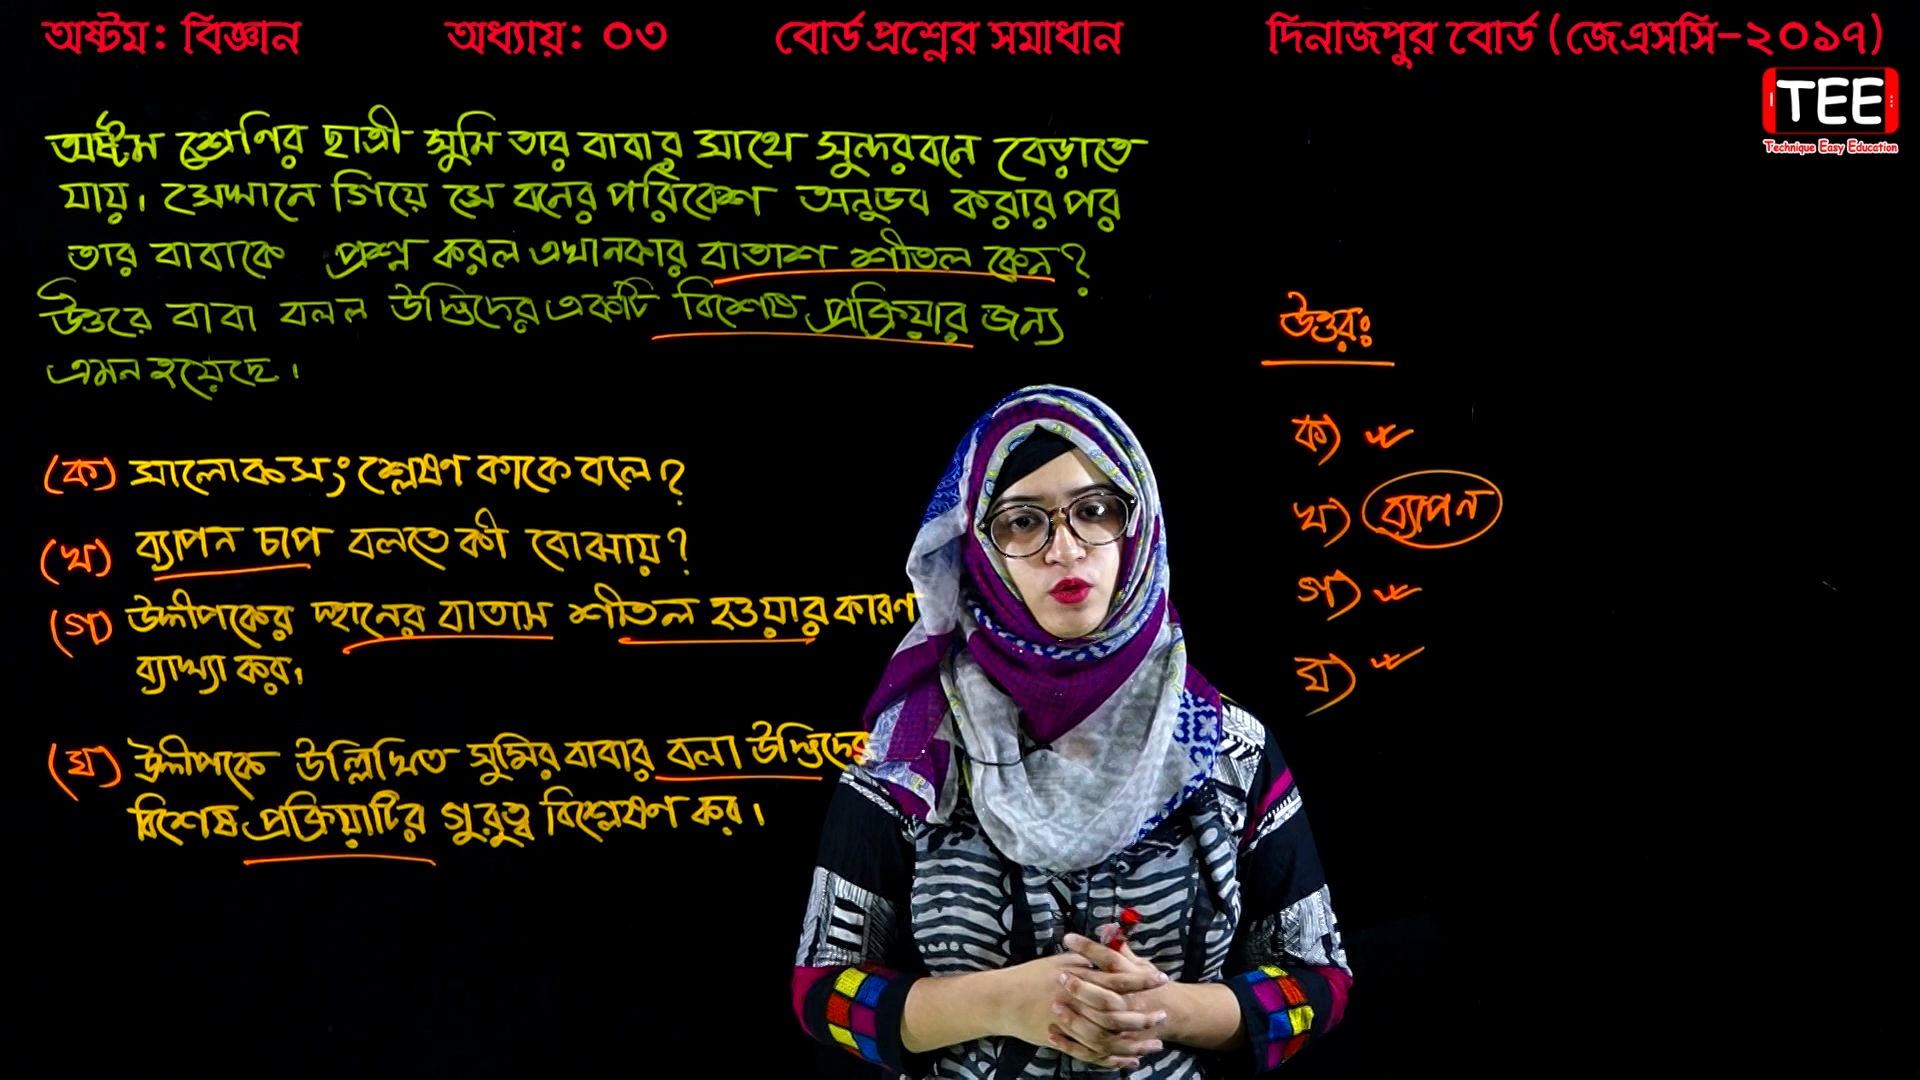 অষ্টম: বিজ্ঞান অধ্যায়: ০৩ বোর্ড প্রশ্নের সমাধান দিনাজপুর বোর্ড (জেএসসি-২০১৭)
TEE
Technique Easy Education
অষ্টম শ্রেণির ছাত্রী সুমি তার বাবার সাথে সুন্দরবনে বেড়াতে
যায়। সেখানে গিয়ে সে বনের পরিবেশ অনুভব করার পর
তার বাবাকে প্রশ্ন করল এখানকার বাতাশ শীতল কেন?
উত্তরে বাবা বলল উদ্ভিদের একটি বিশেষ প্রক্রিয়ার জন্য
এমন হয়েছে।
(ক) সালোকসংশ্লেষণ কাকে বলে?
(খ) ব্যাপন চাপ বলতে কী বোঝায়?
(গ) উদ্দীপকের স্থানের বাতাস শীতল হওয়ার কারণ
ব্যাখ্যা কর।
(ঘ) উদ্দীপকে উল্লিখিত সুমির বাবার বলা উদ্ভিদের
বিশেষ প্রক্রিয়াটির গুরুত্ব বিশ্লেষণ কর।
উত্তরঃ
ক)
খ) ব্যাপন
গ)
ঘ)